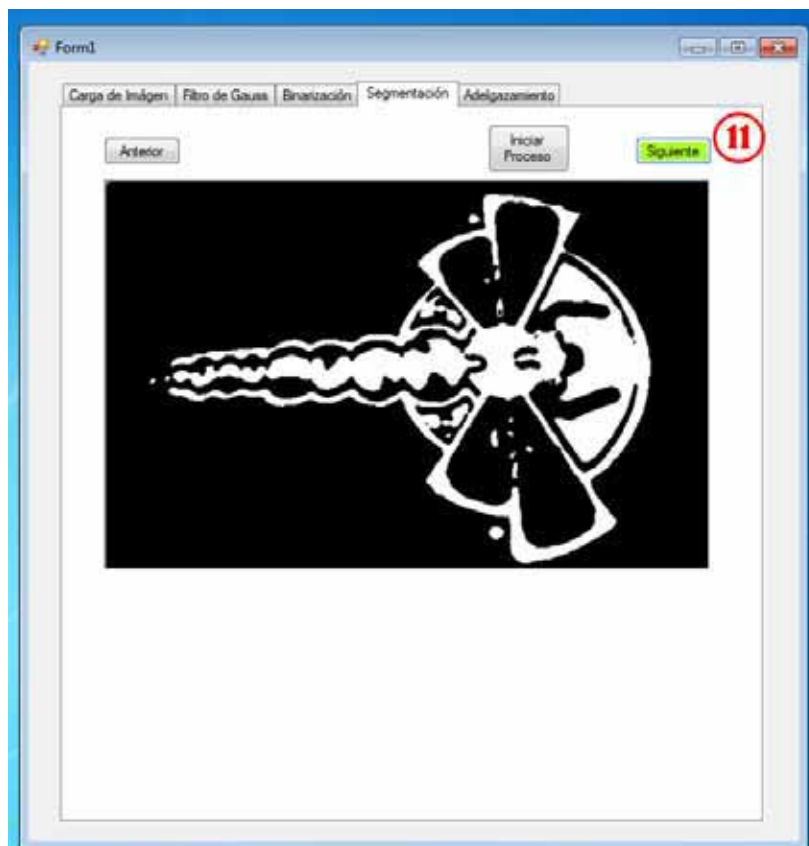 Form1
Carga de Imágen
Filtro de Gauss
Binarización
Segmentación
Adelgazamiento
Anterior
Iniciar
Proceso
Siguiente
11